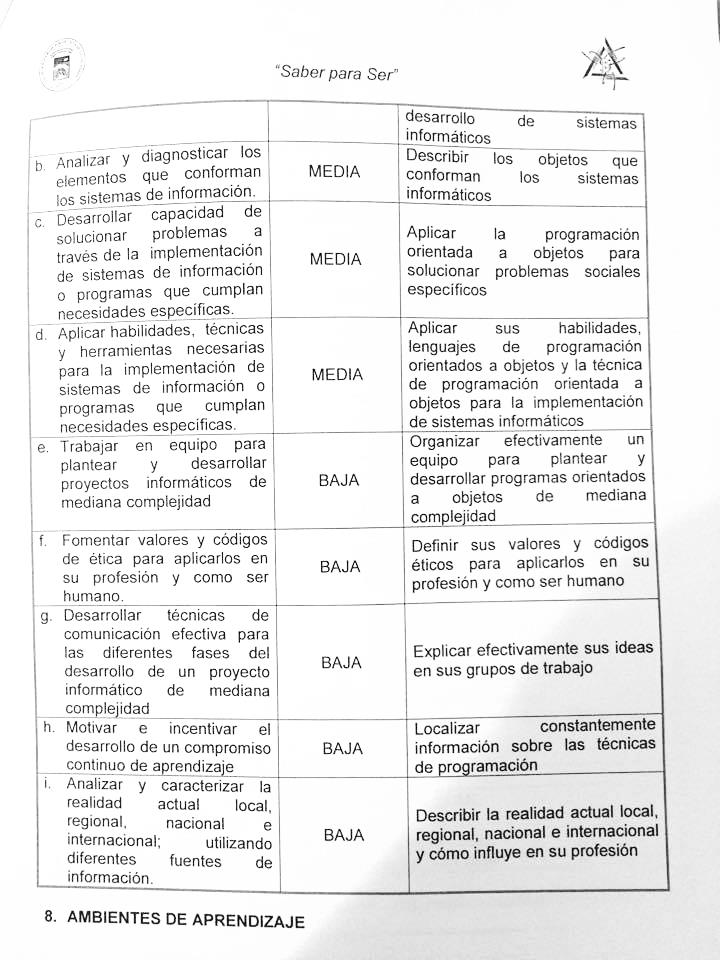 "Saber para Ser"
desarrollo de sistemas
informáticos
b. Analizar y diagnosticar los
elementos que conforman
los sistemas de información.
MEDIA
Describir los objetos que
conforman los sistemas
informáticos
c. Desarrollar capacidad de
solucionar problemas a
través de la implementación
de sistemas de información
o programas que cumplan
necesidades específicas.
MEDIA
Aplicar la programación
orientada a objetos para
solucionar problemas sociales
específicos
d. Aplicar habilidades, técnicas
y herramientas necesarias
para la implementación de
sistemas de información o
programas que cumplan
necesidades específicas.
MEDIA
Aplicar sus habilidades,
lenguajes de programación
orientados a objetos y la técnica
de programación orientada a
objetos para la implementación
de sistemas informáticos
e. Trabajar en equipo para
plantear y desarrollar
proyectos informáticos de
mediana complejidad
BAJA
Organizar efectivamente un
equipo para plantear y
desarrollar programas orientados
a objetos de mediana
complejidad
f. Fomentar valores y códigos
de ética para aplicarlos en
su profesión y como ser
humano.
BAJA
Definir sus valores y códigos
éticos para aplicarlos en su
profesión y como ser humano
g. Desarrollar técnicas de
comunicación efectiva para
las diferentes fases del
desarrollo de un proyecto
informático de mediana
complejidad
BAJA
Explicar efectivamente sus ideas
en sus grupos de trabajo
h. Motivar e incentivar el
desarrollo de un compromiso
continuo de aprendizaje
BAJA
Localizar constantemente
información sobre las técnicas
de programación
i. Analizar y caracterizar la
realidad actual local,
regional, nacional e
internacional; utilizando
diferentes fuentes de
información.
BAJA
Describir la realidad actual local,
regional, nacional e internacional
y cómo influye en su profesión
8. AMBIENTES DE APRENDIZAJE